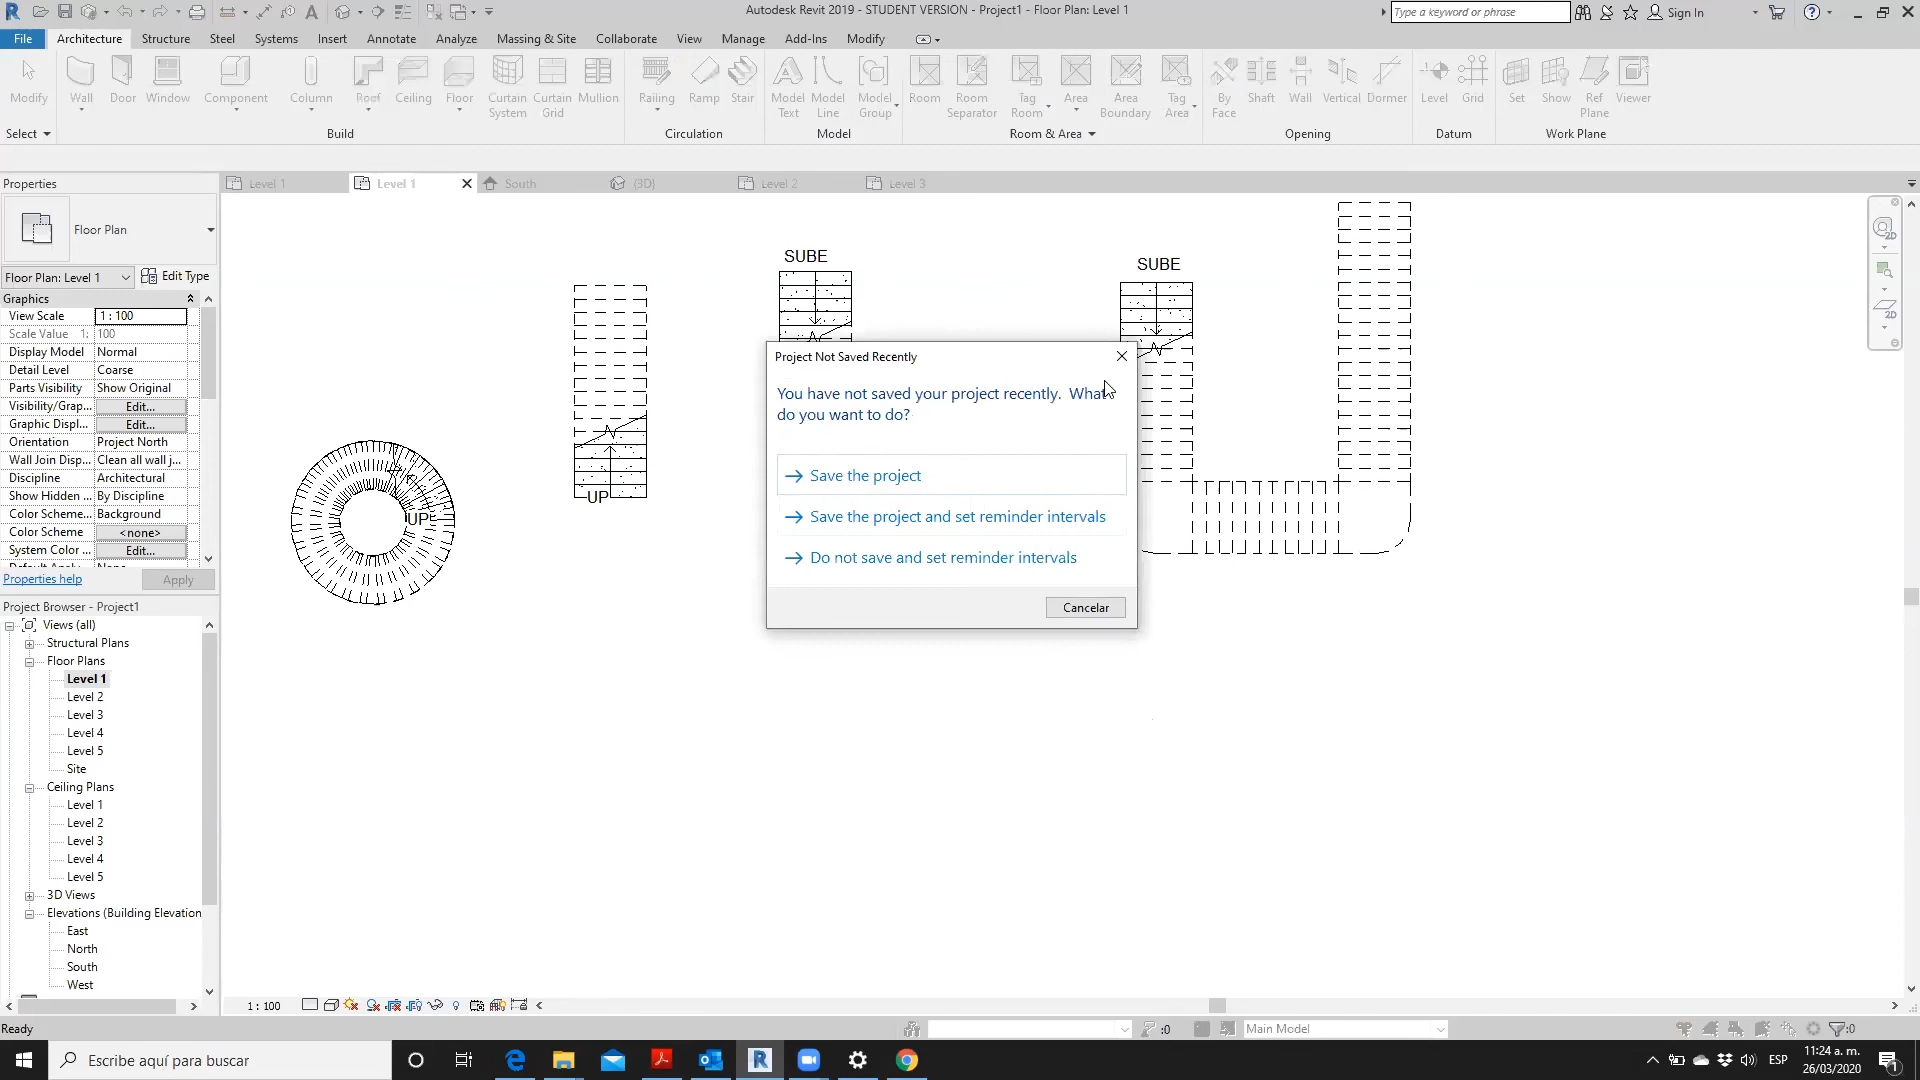 Autodesk Revit 2019 - STUDENT VERSION - Project1 - Floor Plan: Level 1
Type a keyword or phrase
Sign In
File Architecture Structure Steel Systems Insert Annotate Analyze Massing & Site Collaborate View Manage Add-Ins Modify
Modify
Wall
Door
Window
Component
Column
Roof
Ceiling
Floor
Curtain System
Curtain Grid
Mullion
Railing
Ramp
Stair
Model Text
Model Line
Model Group
Room
Room Separator
Tag Room
Area
Area Boundary
Tag Area
By Face
Shaft
Wall
Vertical
Dormer
Level
Grid
Set
Show
Ref Plane
Viewer
Select
Build
Circulation
Model
Room & Area
Opening
Datum
Work Plane
Properties
Level 1
Level 1
South
(3D)
Level 2
Level 3
Floor Plan
Floor Plan: Level 1
Edit Type
Graphics
View Scale 1 : 100
Scale Value 1: 100
Display Model Normal
Detail Level Coarse
Parts Visibility Show Original
Visibility/Grap... Edit...
Graphic Displ... Edit...
Orientation Project North
Wall Join Disp... Clean all wall j...
Discipline Architectural
Show Hidden ... By Discipline
Color Scheme... Background
Color Scheme <none>
System Color ... Edit...
Properties help
Apply
Project Browser - Project1
Views (all)
Structural Plans
Floor Plans
Level 1
Level 2
Level 3
Level 4
Level 5
Site
Ceiling Plans
Level 1
Level 2
Level 3
Level 4
Level 5
3D Views
Elevations (Building Elevation
East
North
South
West
UP
UP
SUBE
SUBE
2D
2D
Project Not Saved Recently
You have not saved your project recently. What
do you want to do?
Save the project
Save the project and set reminder intervals
Do not save and set reminder intervals
Cancelar
1 : 100
Ready
:0
Main Model
:0
Escribe aquí para buscar
ESP
11:24 a. m.
26/03/2020
1